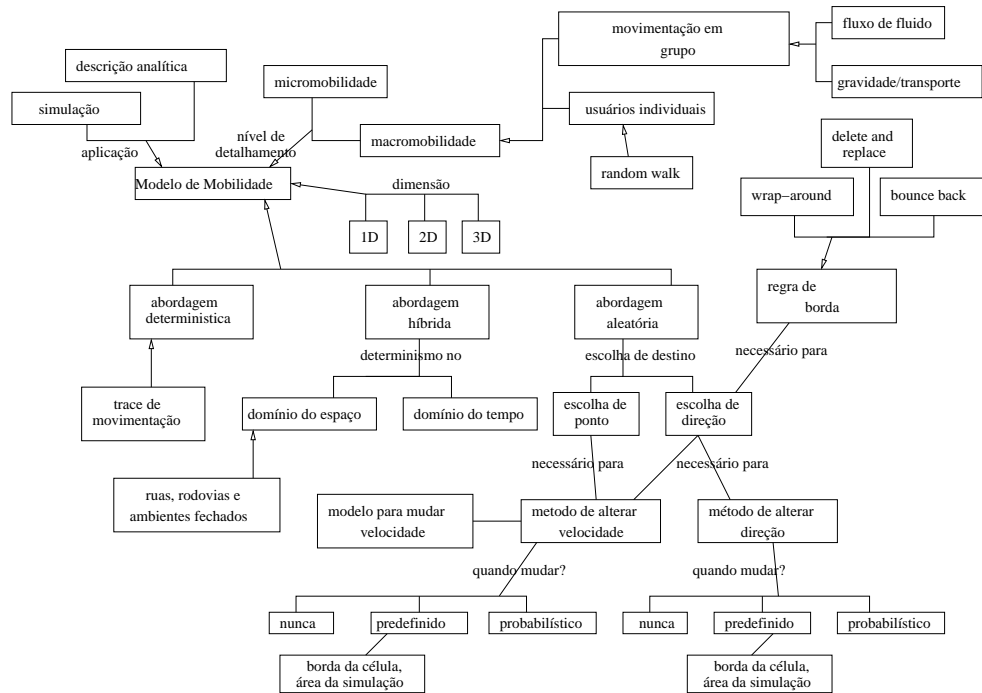 movimentação em
grupo
fluxo de fluido
gravidade/transporte
descrição analítica
simulação
micromobilidade
usuários individuais
aplicação
nível de
detalhamento
macromobilidade
random walk
delete and
replace
wrap−around
bounce back
Modelo de Mobilidade
dimensão
1D
2D
3D
regra de
borda
abordagem
deterministica
abordagem
híbrida
abordagem
aleatória
determinismo no
escolha de destino
necessário para
trace de
movimentação
domínio do espaço
domínio do tempo
escolha de
ponto
escolha de
direção
ruas, rodovias e
ambientes fechados
necessário para
necessário para
modelo para mudar
velocidade
metodo de alterar
velocidade
método de alterar
direção
quando mudar?
quando mudar?
nunca
predefinido
probabilístico
nunca
predefinido
probabilístico
borda da célula,
área da simulação
borda da célula,
área da simulação